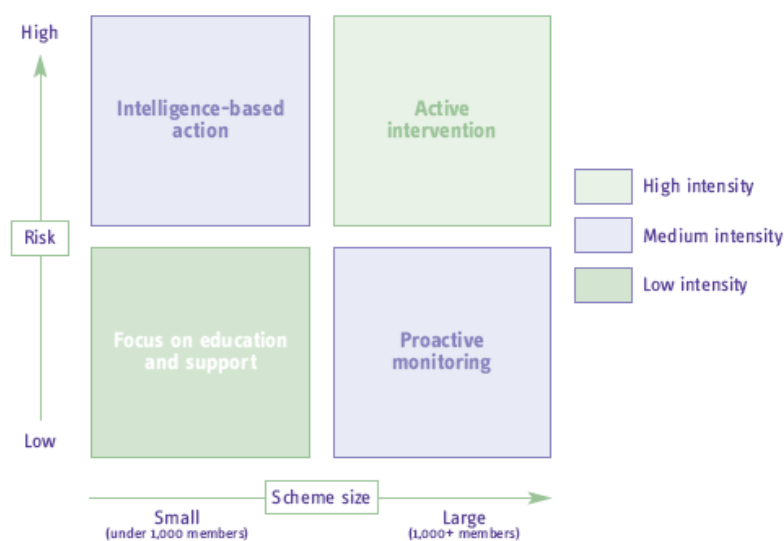 High
Intelligence-based
action
Active
intervention
High intensity
Risk
Medium intensity
Low intensity
Focus on education
and support
Proactive
monitoring
Low
Scheme size
Small
(under 1,000 members)
Large
(1,000+ members)